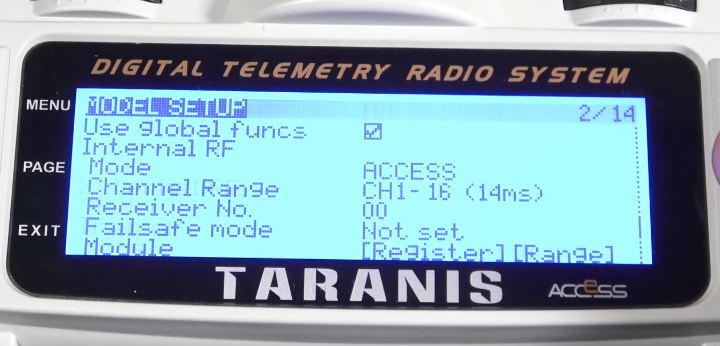 DIGITAL TELEMETRY RADIO SYSTEM
MENU
MODEL SETUP 2/14
Use global funcs
Internal RF
PAGE
Mode ACCESS
Channel Range CH1-16 (14ms)
Receiver No. 00
EXIT
Failsafe mode Not set
Module [Register] [Range]
TARANIS
ACCESS